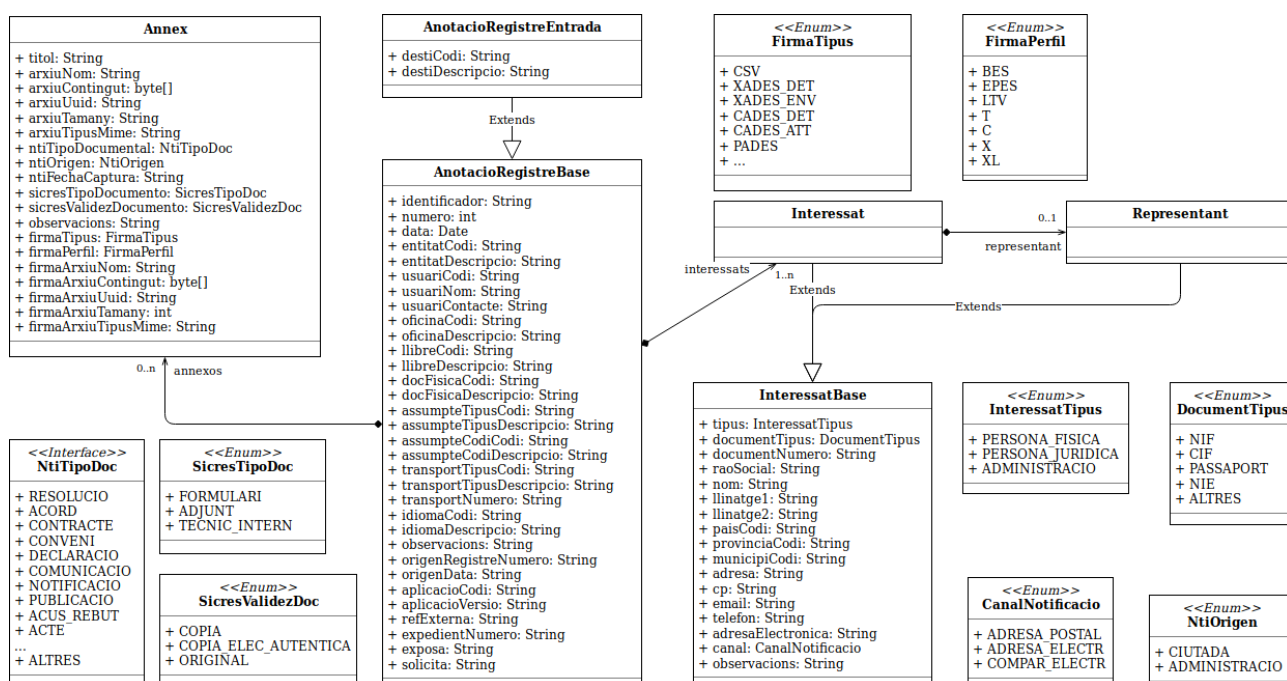 Annex
+ titol: String
+ arxiuNom: String
+ arxiuContingut: byte[]
+ arxiuUuid: String
+ arxiuTamany: String
+ arxiuTipusMime: String
+ ntiTipoDocumental: NtiTipoDoc
+ ntiOrigen: NtiOrigen
+ ntiFechaCaptura: String
+ sicresTipoDocumento: SicresTipoDoc
+ sicresValidezDocumento: SicresValidezDoc
+ observacions: String
+ firmaTipus: FirmaTipus
+ firmaPerfil: FirmaPerfil
+ firmaArxiuNom: String
+ firmaArxiuContingut: byte[]
+ firmaArxiuUuid: String
+ firmaArxiuTamany: int
+ firmaArxiuTipusMime: String
0..n annexos
AnotacioRegistreEntrada
+ destiCodi: String
+ destiDescripcio: String
Extends
AnotacioRegistreBase
+ identificador: String
+ numero: int
+ data: Date
+ entitatCodi: String
+ entitatDescripcio: String
+ usuariCodi: String
+ usuariNom: String
+ usuariContacte: String
+ oficinaCodi: String
+ oficinaDescripcio: String
+ llibreCodi: String
+ llibreDescripcio: String
+ docFisicaCodi: String
+ docFisicaDescripcio: String
+ assumpteTipusCodi: String
+ assumpteTipusDescripcio: String
+ assumpteCodiCodi: String
+ assumpteCodiDescripcio: String
+ transportTipusCodi: String
+ transportTipusDescripcio: String
+ transportNumero: String
+ idiomaCodi: String
+ idiomaDescripcio: String
+ observacions: String
+ origenRegistreNumero: String
+ origenData: String
+ aplicacioCodi: String
+ aplicacioVersio: String
+ refExterna: String
+ expedientNumero: String
+ exposa: String
+ solicita: String
<<Enum>>
FirmaTipus
+ CSV
+ XADES_DET
+ XADES_ENV
+ CADES_DET
+ CADES_ATT
+ PADES
+ ...
<<Enum>>
FirmaPerfil
+ BES
+ EPES
+ LTV
+ T
+ C
+ X
+ XL
interessats
1..n
Interessat
0..1
representant
Representant
Extends
Extends
InteressatBase
+ tipus: InteressatTipus
+ documentTipus: DocumentTipus
+ documentNumero: String
+ raoSocial: String
+ nom: String
+ llinatge1: String
+ llinatge2: String
+ paisCodi: String
+ provinciaCodi: String
+ municipiCodi: String
+ adresa: String
+ cp: String
+ email: String
+ telefon: String
+ adresaElectronica: String
+ canal: CanalNotificacio
+ observacions: String
<<Enum>>
InteressatTipus
+ PERSONA_FISICA
+ PERSONA_JURIDICA
+ ADMINISTRACIO
<<Enum>>
DocumentTipus
+ NIF
+ CIF
+ PASSAPORT
+ NIE
+ ALTRES
<<Interface>>
NtiTipoDoc
+ RESOLUCIO
+ ACORD
+ CONTRACTE
+ CONVENI
+ DECLARACIO
+ COMUNICACIO
+ NOTIFICACIO
+ PUBLICACIO
+ ACUS_REBUT
+ ACTE
...
+ ALTRES
<<Enum>>
SicresTipoDoc
+ FORMULARI
+ ADJUNT
+ TECNIC_INTERN
<<Enum>>
SicresValidezDoc
+ COPIA
+ COPIA_ELEC_AUTENTICA
+ ORIGINAL
<<Enum>>
CanalNotificacio
+ ADRESA_POSTAL
+ ADRESA_ELECTR
+ COMPAR_ELECTR
<<Enum>>
NtiOrigen
+ CIUTADA
+ ADMINISTRACIO